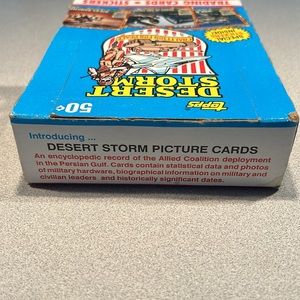 TRADING CARDS • STICKERS
DESERT
STORM
Topps
50¢
Introducing ...
DESERT STORM PICTURE CARDS
An encyclopedic record of the Allied Coalition deployment
in the Persian Gulf. Cards contain statistical data and photos
of military hardware, biographical information on military and
civilian leaders and historically significant dates.